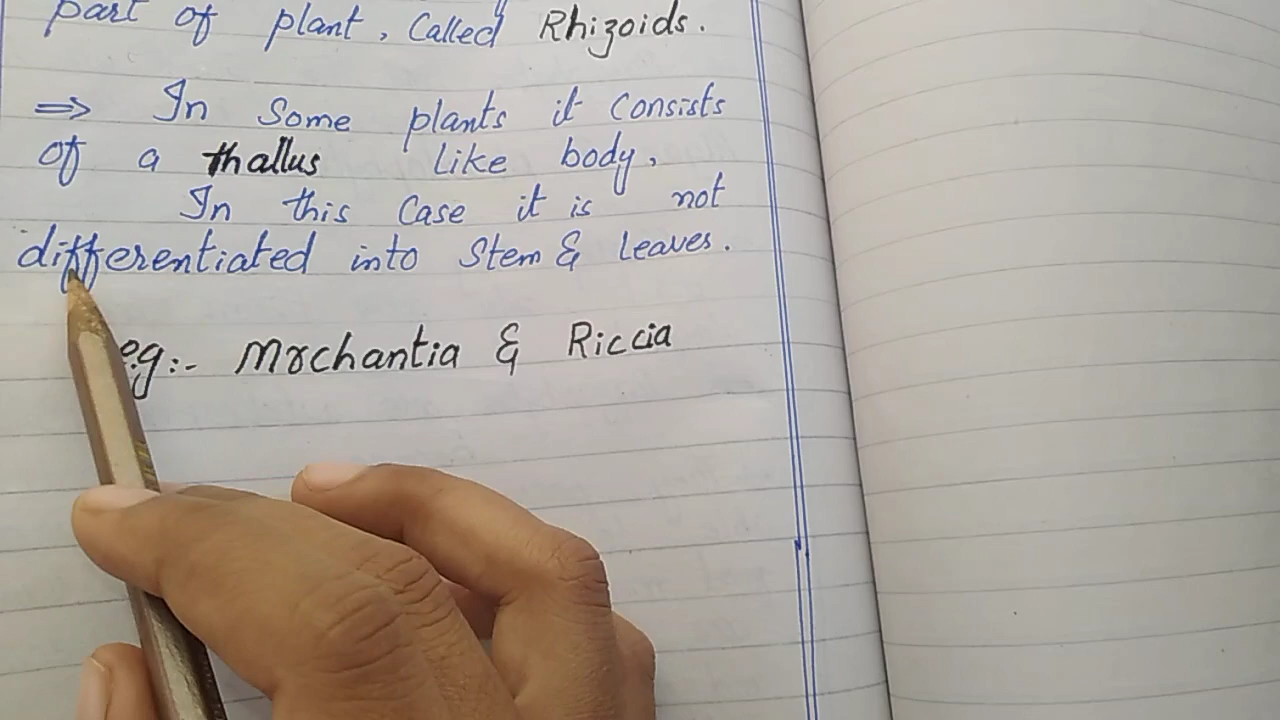 part of plant, Called Rhizoids.
⇒ In Some plants it Consists
of a thallus like body,
In this Case it is not
differentiated into Stem & leaves.
e.g:- Mrchantia & Riccia